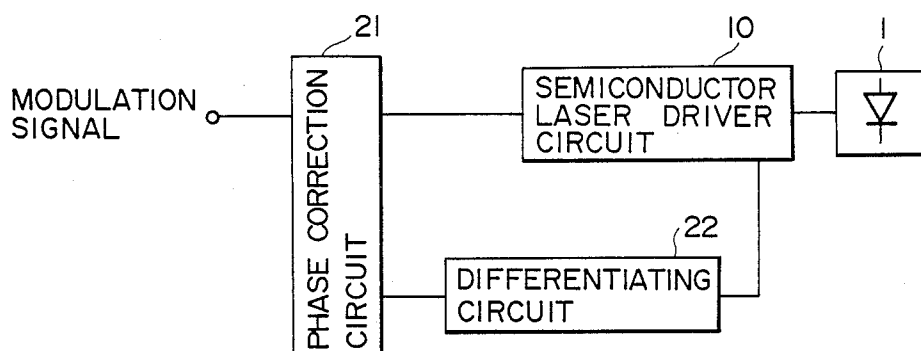 21
10
1
MODULATION
SIGNAL
PHASE CORRECTION
CIRCUIT
SEMICONDUCTOR
LASER DRIVER
CIRCUIT
22
DIFFERENTIATING
CIRCUIT